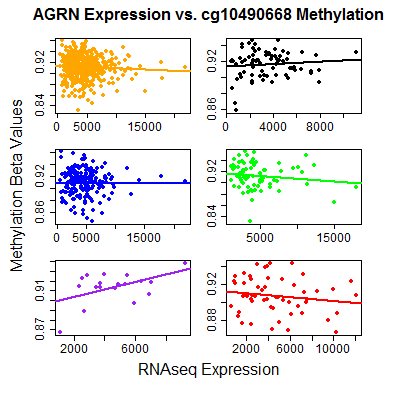 AGRN Expression vs. cg10490668 Methylation
Methylation Beta Values
0.84 0.92
0 5000 15000
0.86 0.92
0 4000 8000
0.86 0.92
0 5000 15000
0.84 0.92
5000 15000
0.87 0.91
2000 6000
0.86 0.92
2000 6000 10000
RNAseq Expression